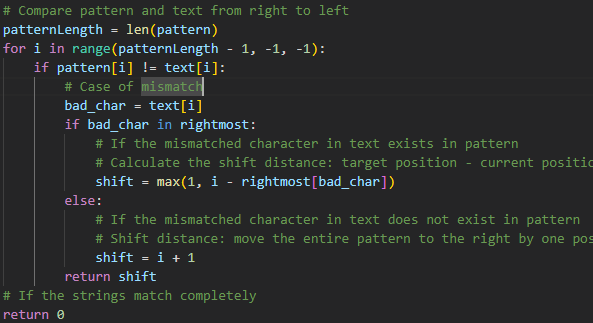 # Compare pattern and text from right to left
patternLength = len(pattern)
for i in range(patternLength - 1, -1, -1):
    if pattern[i] != text[i]:
        # Case of mismatch
        bad_char = text[i]
        if bad_char in rightmost:
            # If the mismatched character in text exists in pattern
            # Calculate the shift distance: target position - current positio
            shift = max(1, i - rightmost[bad_char])
        else:
            # If the mismatched character in text does not exist in pattern
            # Shift distance: move the entire pattern to the right by one pos
            shift = i + 1
        return shift
# If the strings match completely
return 0